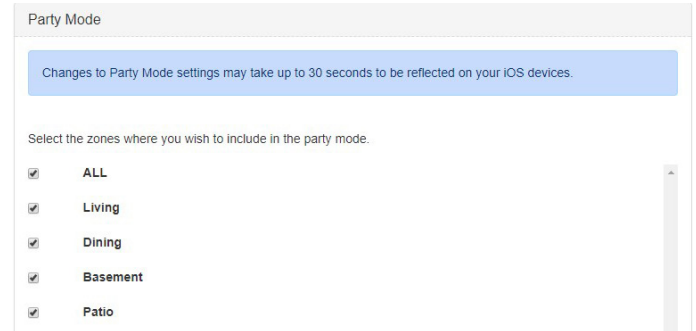 Party Mode
Changes to Party Mode settings may take up to 30 seconds to be reflected on your iOS devices.
Select the zones where you wish to include in the party mode.
ALL
Living
Dining
Basement
Patio